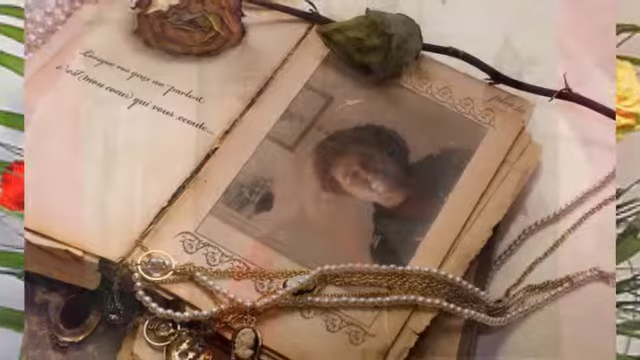 Lorsque vos yeux me parlent
c'est (mon cœur) qui vous écoute...